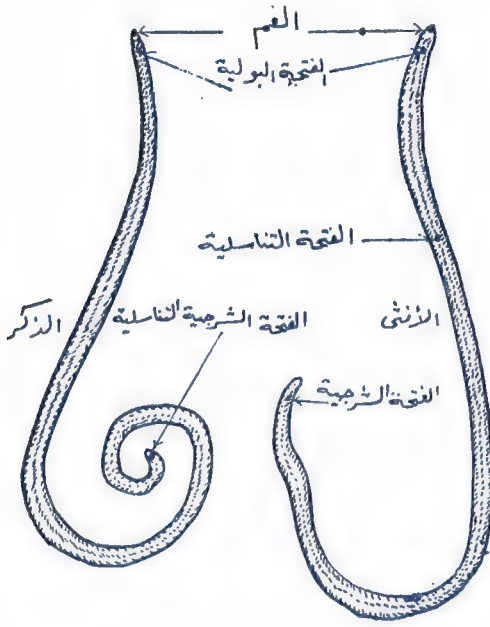 الفم
الفتحة البولية
الفتحة التناسلية
الأنثى
الفتحة الشرجية التناسلية
الذكر
الفتحة الشرجية